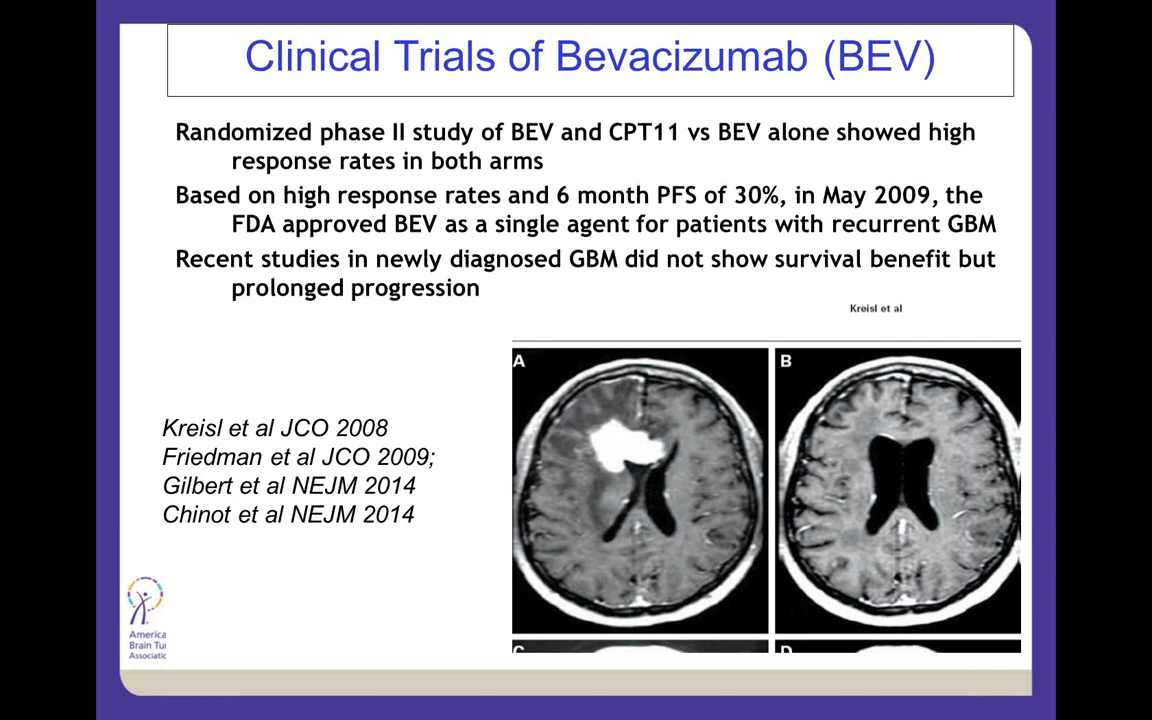 Clinical Trials of Bevacizumab (BEV)
Randomized phase II study of BEV and CPT11 vs BEV alone showed high
response rates in both arms
Based on high response rates and 6 month PFS of 30%, in May 2009, the
FDA approved BEV as a single agent for patients with recurrent GBM
Recent studies in newly diagnosed GBM did not show survival benefit but
prolonged progression
Kreisl et al
A
B
Kreisl et al JCO 2008
Friedman et al JCO 2009;
Gilbert et al NEJM 2014
Chinot et al NEJM 2014
America
Brain Tu
Associatio
C
D